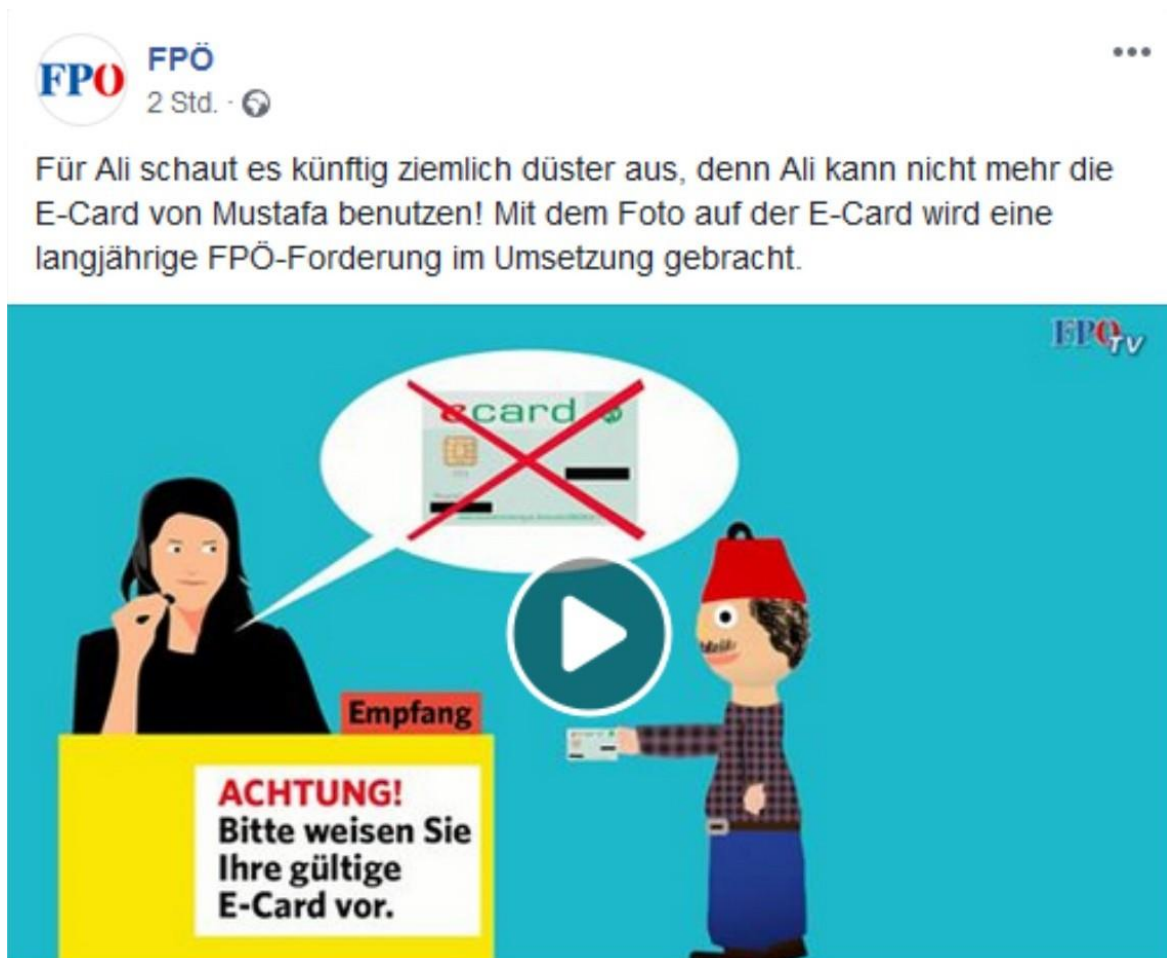 FPÖ
FPÖ
2 Std. ·
Für Ali schaut es künftig ziemlich düster aus, denn Ali kann nicht mehr die
E-Card von Mustafa benutzen! Mit dem Foto auf der E-Card wird eine
langjährige FPÖ-Forderung im Umsetzung gebracht.
FPÖ TV
ecard
Empfang
ACHTUNG!
Bitte weisen Sie
Ihre gültige
E-Card vor.